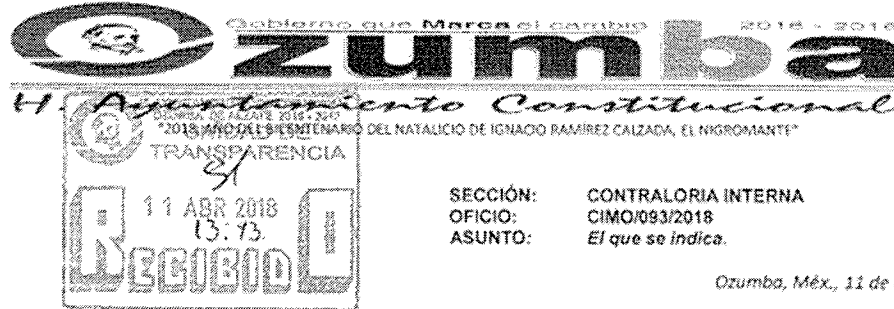 Gobierno que Marca el cambio 2016 - 2018
Ozumba
H. Ayuntamiento Constitucional
"2018, AÑO DEL BICENTENARIO DEL NATALICIO DE IGNACIO RAMÍREZ CALZADA, EL NIGROMANTE"
TRANSPARENCIA
11 ABR 2018
RECIBIDO
SECCIÓN: CONTRALORIA INTERNA
OFICIO: CIMO/093/2018
ASUNTO: El que se indica.
Ozumba, Méx., 11 de